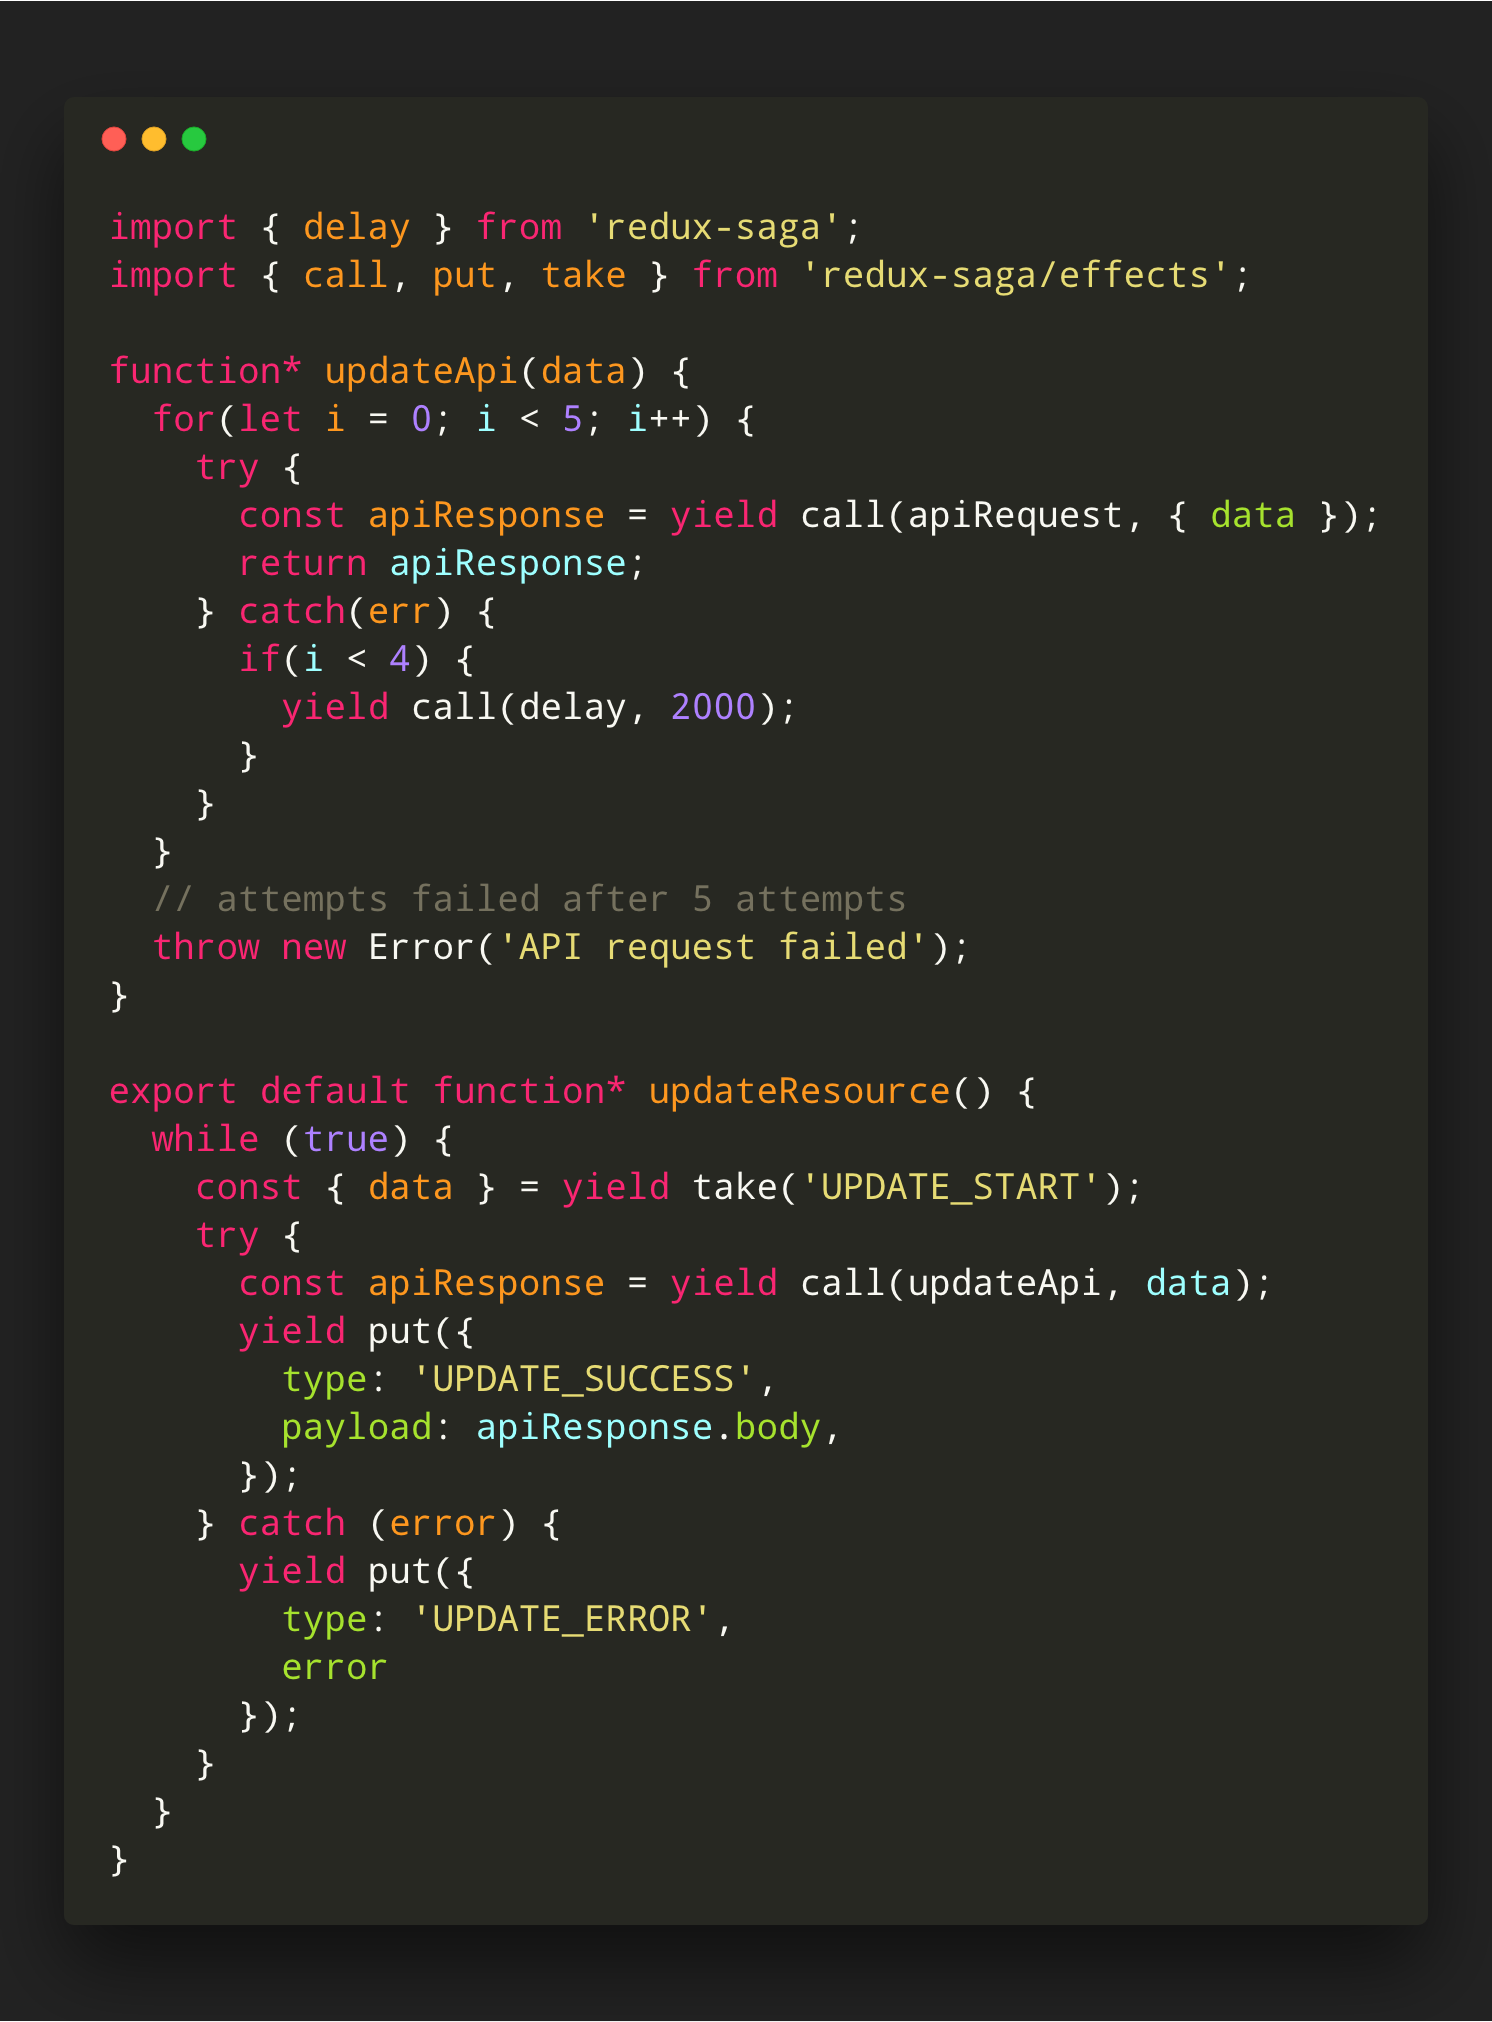 import { delay } from 'redux-saga';
import { call, put, take } from 'redux-saga/effects';

function* updateApi(data) {
  for(let i = 0; i < 5; i++) {
    try {
      const apiResponse = yield call(apiRequest, { data });
      return apiResponse;
    } catch(err) {
      if(i < 4) {
        yield call(delay, 2000);
      }
    }
  }
  // attempts failed after 5 attempts
  throw new Error('API request failed');
}

export default function* updateResource() {
  while (true) {
    const { data } = yield take('UPDATE_START');
    try {
      const apiResponse = yield call(updateApi, data);
      yield put({
        type: 'UPDATE_SUCCESS',
        payload: apiResponse.body,
      });
    } catch (error) {
      yield put({
        type: 'UPDATE_ERROR',
        error
      });
    }
  }
}